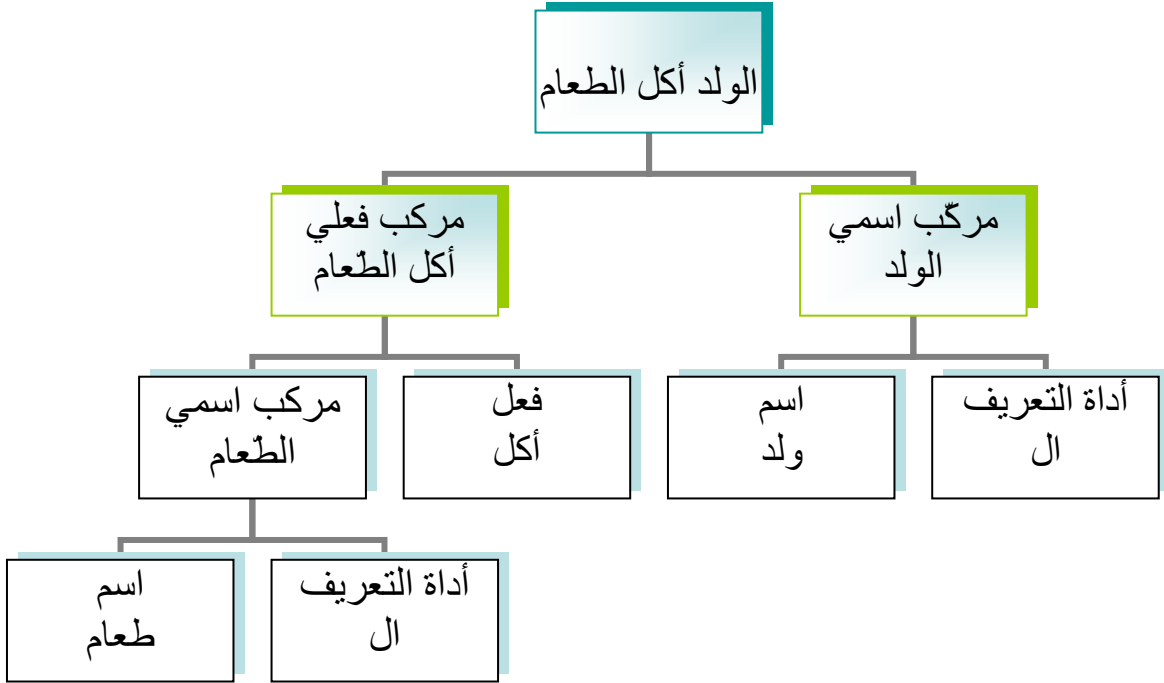 الولد أكل الطعام
مركّب اسمي
الولد
مركب فعلي
أكل الطّعام
أداة التعريف
ال
اسم
ولد
فعل
أكل
مركب اسمي
الطّعام
أداة التعريف
ال
اسم
طعام